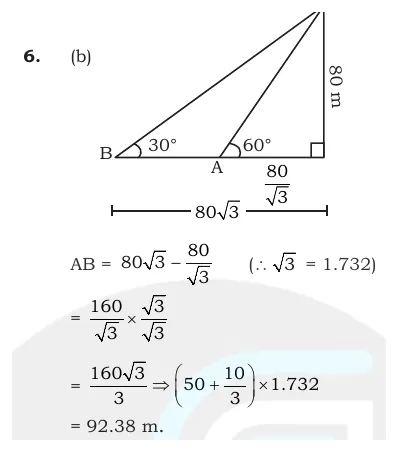 6. (b)
80 m
B 30° 60°
A
80/√3
80√3
AB = 80√3 − 80/√3 (∴ √3 = 1.732)
= 160/√3 × √3/√3
= 160√3/3 ⇒ (50 + 10/3) × 1.732
= 92.38 m.